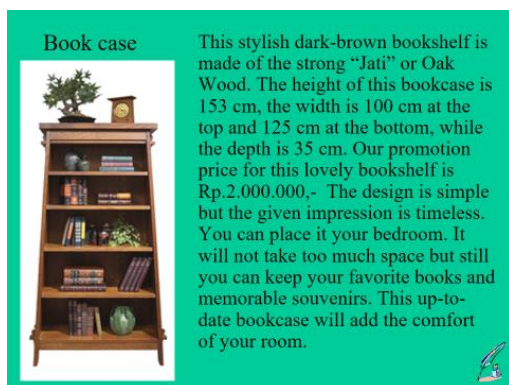 Book case
This stylish dark-brown bookshelf is
made of the strong “Jati” or Oak
Wood. The height of this bookcase is
153 cm, the width is 100 cm at the
top and 125 cm at the bottom, while
the depth is 35 cm. Our promotion
price for this lovely bookshelf is
Rp.2.000.000,- The design is simple
but the given impression is timeless.
You can place it your bedroom. It
will not take too much space but still
you can keep your favorite books and
memorable souvenirs. This up-to-
date bookcase will add the comfort
of your room.